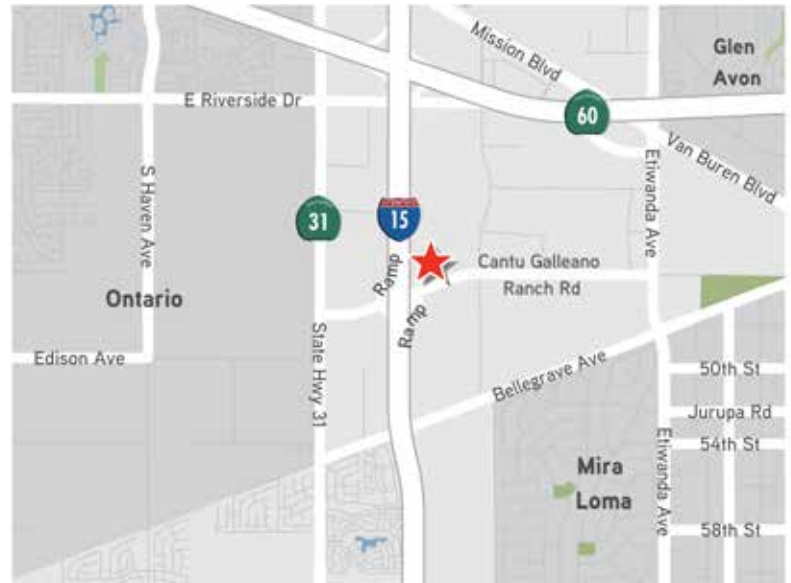 Mission Blvd
Glen
Avon
E Riverside Dr
60
Van Buren Blvd
S Haven Ave
Etiwanda Ave
31
15
Ramp
Cantu Galleano
Ranch Rd
Ontario
Ramp
State Hwy 31
Edison Ave
Bellegrave Ave
50th St
Jurupa Rd
54th St
Etiwanda Ave
Mira
Loma
58th St